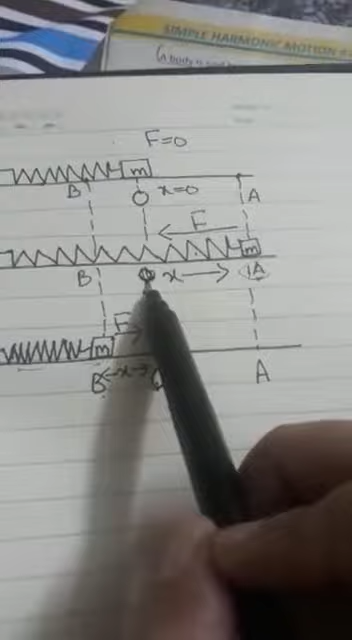 SIMPLE HARMONIC MOTION
F=0
m
B x=0 A
O
F
m
B O x A
F
m
B x A